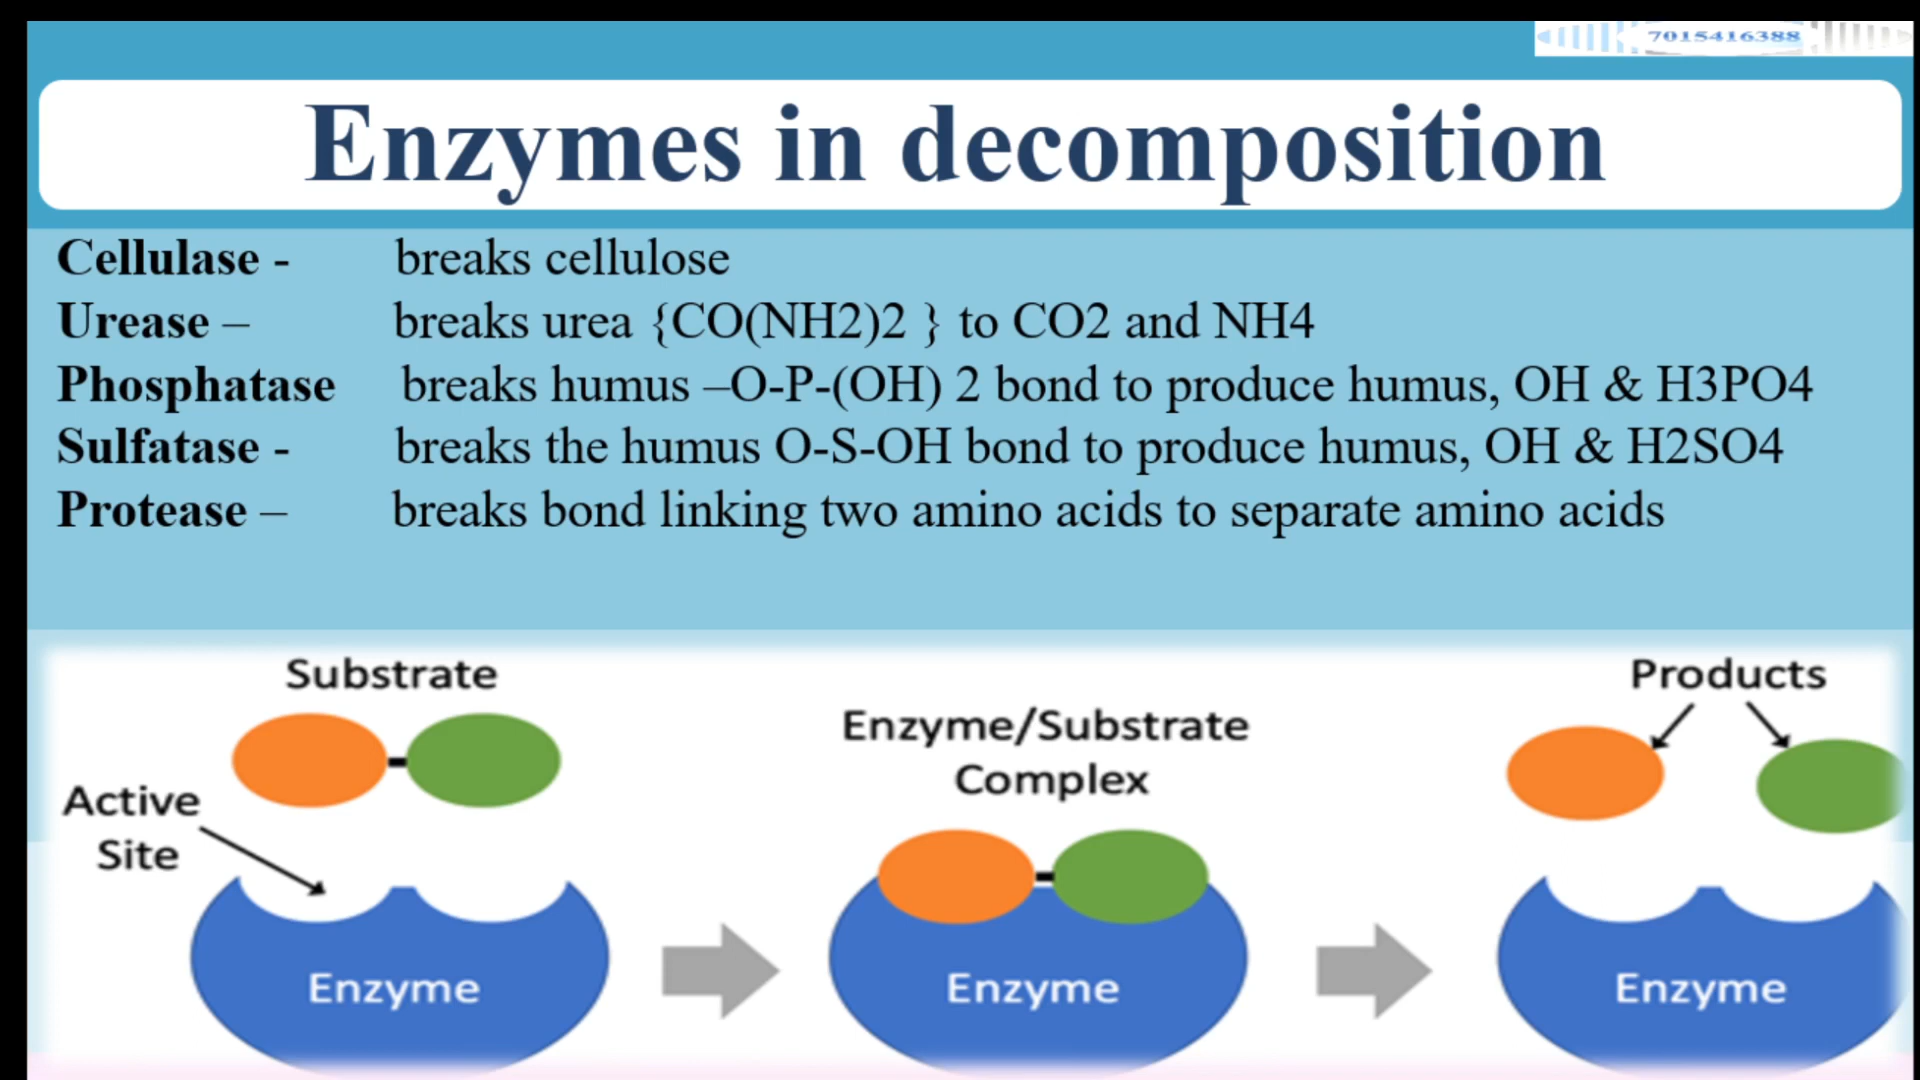 7015416388
Enzymes in decomposition
Cellulase - breaks cellulose
Urease – breaks urea {CO(NH2)2 } to CO2 and NH4
Phosphatase breaks humus –O-P-(OH) 2 bond to produce humus, OH & H3PO4
Sulfatase - breaks the humus O-S-OH bond to produce humus, OH & H2SO4
Protease – breaks bond linking two amino acids to separate amino acids
Substrate
Active
Site
Enzyme
Enzyme/Substrate
Complex
Enzyme
Products
Enzyme